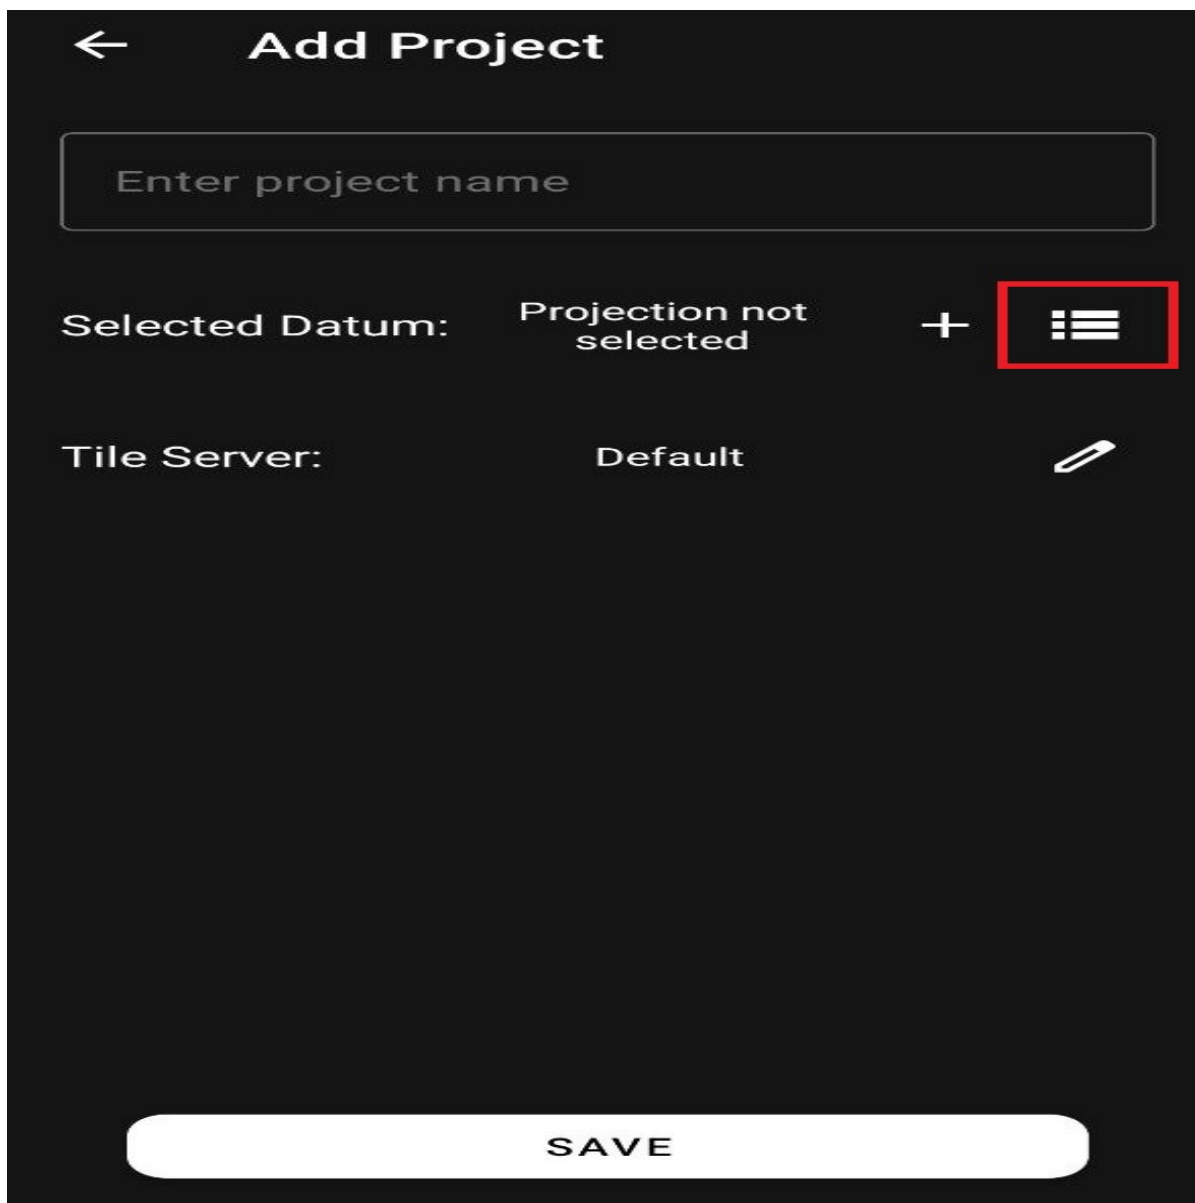 Add Project
Enter project name
Selected Datum:
Projection not
selected
Tile Server:
Default
SAVE